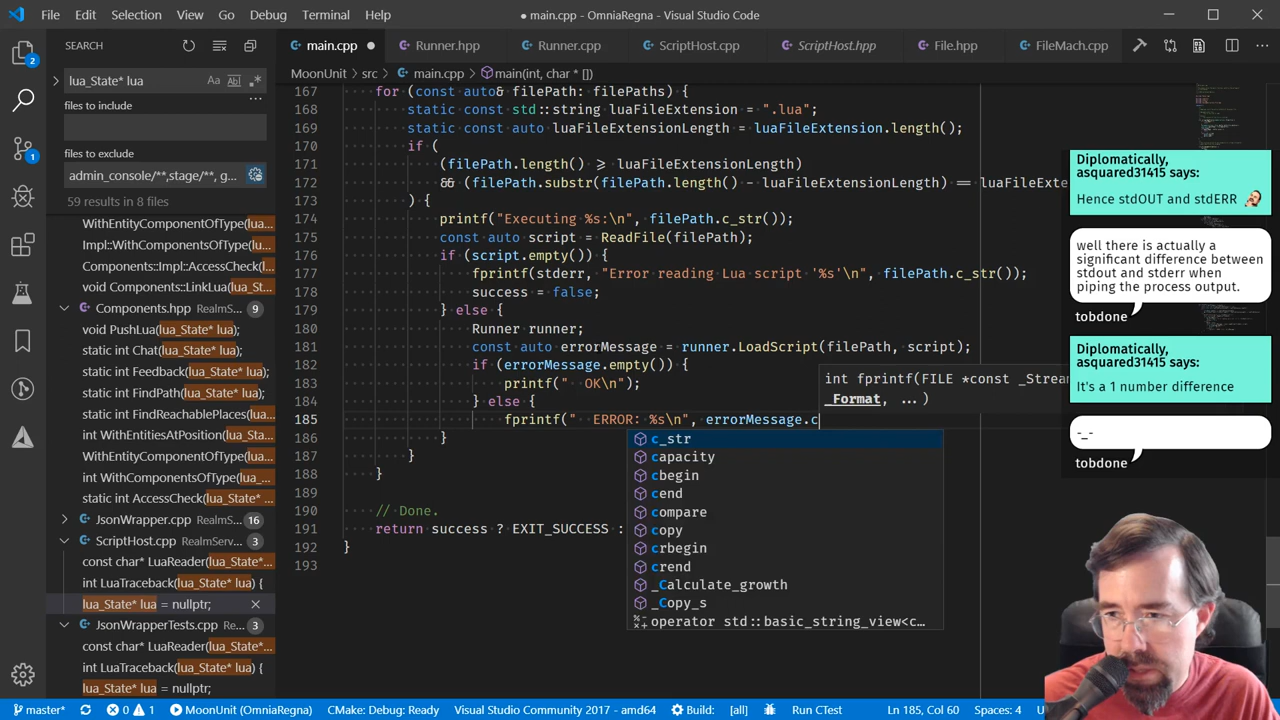 File Edit Selection View Go Debug Terminal Help
● main.cpp - OmniaRegna - Visual Studio Code
SEARCH
lua_State* lua
files to include
files to exclude
admin_console/**,stage/**, g...
59 results in 8 files
WithEntityComponentOfType(lua...
Impl::WithComponentsOfType(l...
Components::Impl::AccessCheck(l...
void Components::LinkLua(lua_S...
Components.hpp RealmS... 9
void PushLua(lua_State* lua);
static int Chat(lua_State* lua);
static int Feedback(lua_State* lua);
static int FindPath(lua_State* lua);
static int FindReachablePlaces(lua...
int WithEntitiesAtPosition(lua_St...
WithEntityComponentOfType(lua...
int WithComponentsOfType(lua_S...
static int AccessCheck(lua_State* ...
JsonWrapper.cpp RealmS... 16
ScriptHost.cpp RealmServ... 3
const char* LuaReader(lua_State*...
int LuaTraceback(lua_State* lua) {
lua_State* lua = nullptr;
JsonWrapperTests.cpp Re... 3
const char* LuaReader(lua_State*...
int LuaTraceback(lua_State* lua) {
lua_State* lua = nullptr;
main.cpp ● Runner.hpp Runner.cpp ScriptHost.cpp ScriptHost.hpp File.hpp FileMach.cpp
MoonUnit > src > main.cpp > main(int, char * [])
167 for (const auto& filePath: filePaths) {
168 static const std::string luaFileExtension = ".lua";
169 static const auto luaFileExtensionLength = luaFileExtension.length();
170 if (
171 (filePath.length() ⩾ luaFileExtensionLength)
172 && (filePath.substr(filePath.length() - luaFileExtensionLength) == luaFileExte
173 ) {
174 printf("Executing %s:\n", filePath.c_str());
175 const auto script = ReadFile(filePath);
176 if (script.empty()) {
177 fprintf(stderr, "Error reading Lua script '%s'\n", filePath.c_str());
178 success = false;
179 } else {
180 Runner runner;
181 const auto errorMessage = runner.LoadScript(filePath, script);
182 if (errorMessage.empty()) {
183 printf("  OK\n");
184 } else {
185 fprintf("  ERROR: %s\n", errorMessage.c
186 }
187 }
188 }
189
190 // Done.
191 return success ? EXIT_SUCCESS :
192 }
193
int fprintf(FILE *const _Stream
_Format, ...)
c_str
capacity
cbegin
cend
compare
copy
crbegin
crend
_Calculate_growth
_Copy_s
operator std::basic_string_view<c...
Diplomatically,
asquared31415 says:
Hence stdOUT and stdERR
well there is actually a
significant difference between
stdout and stderr when
piping the process output.
tobdone
Diplomatically,
asquared31415 says:
It's a 1 number difference
-_-
tobdone
master* 0 1 MoonUnit (OmniaRegna) CMake: Debug: Ready Visual Studio Community 2017 - amd64 Build: [all] Run CTest Ln 185, Col 60 Spaces: 4